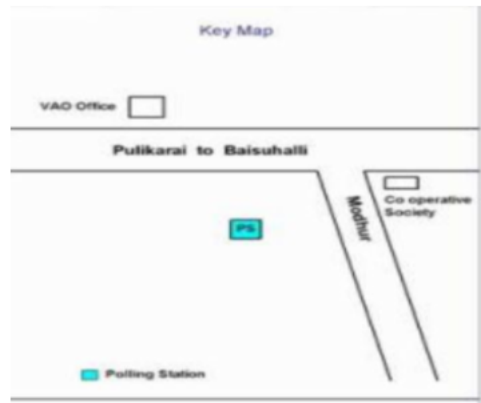 Key Map
VAO Office
Pulikarai to Baisuhalli
Co operative
Society
Modhur
PS
Polling Station